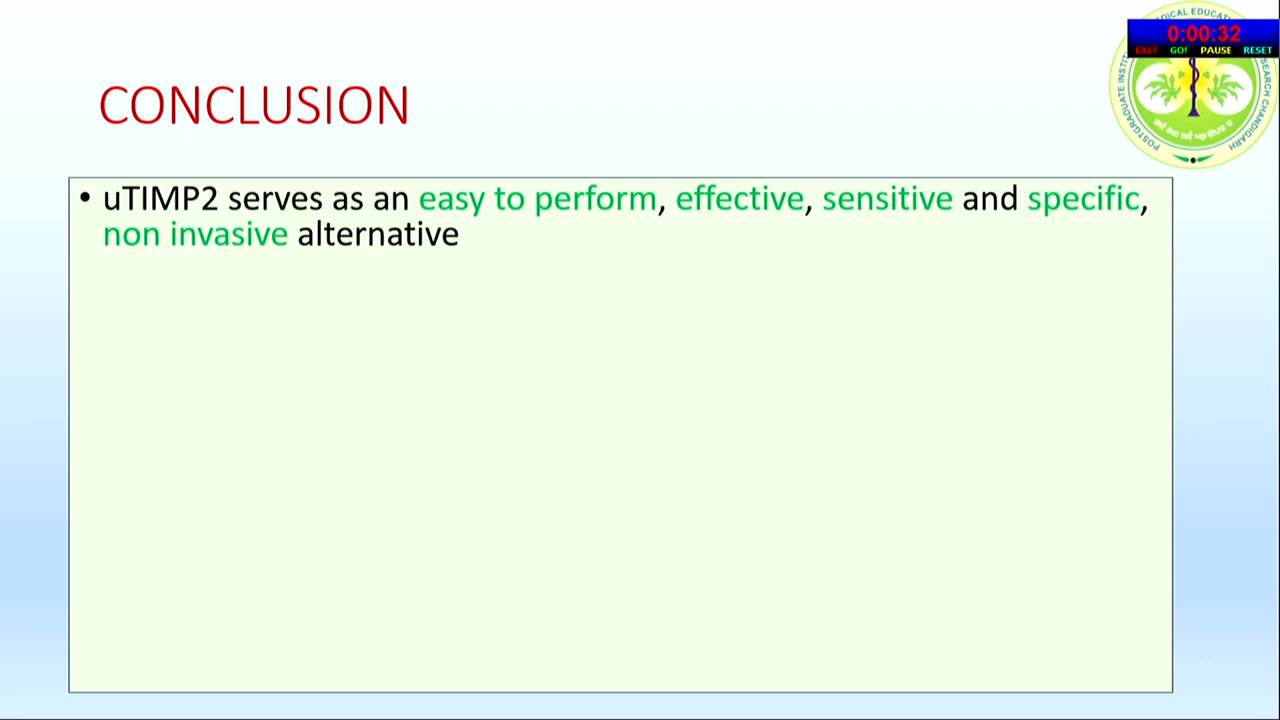 0:00:32
EXIT GO! PAUSE RESET
CONCLUSION
• uTIMP2 serves as an easy to perform, effective, sensitive and specific,
non invasive alternative